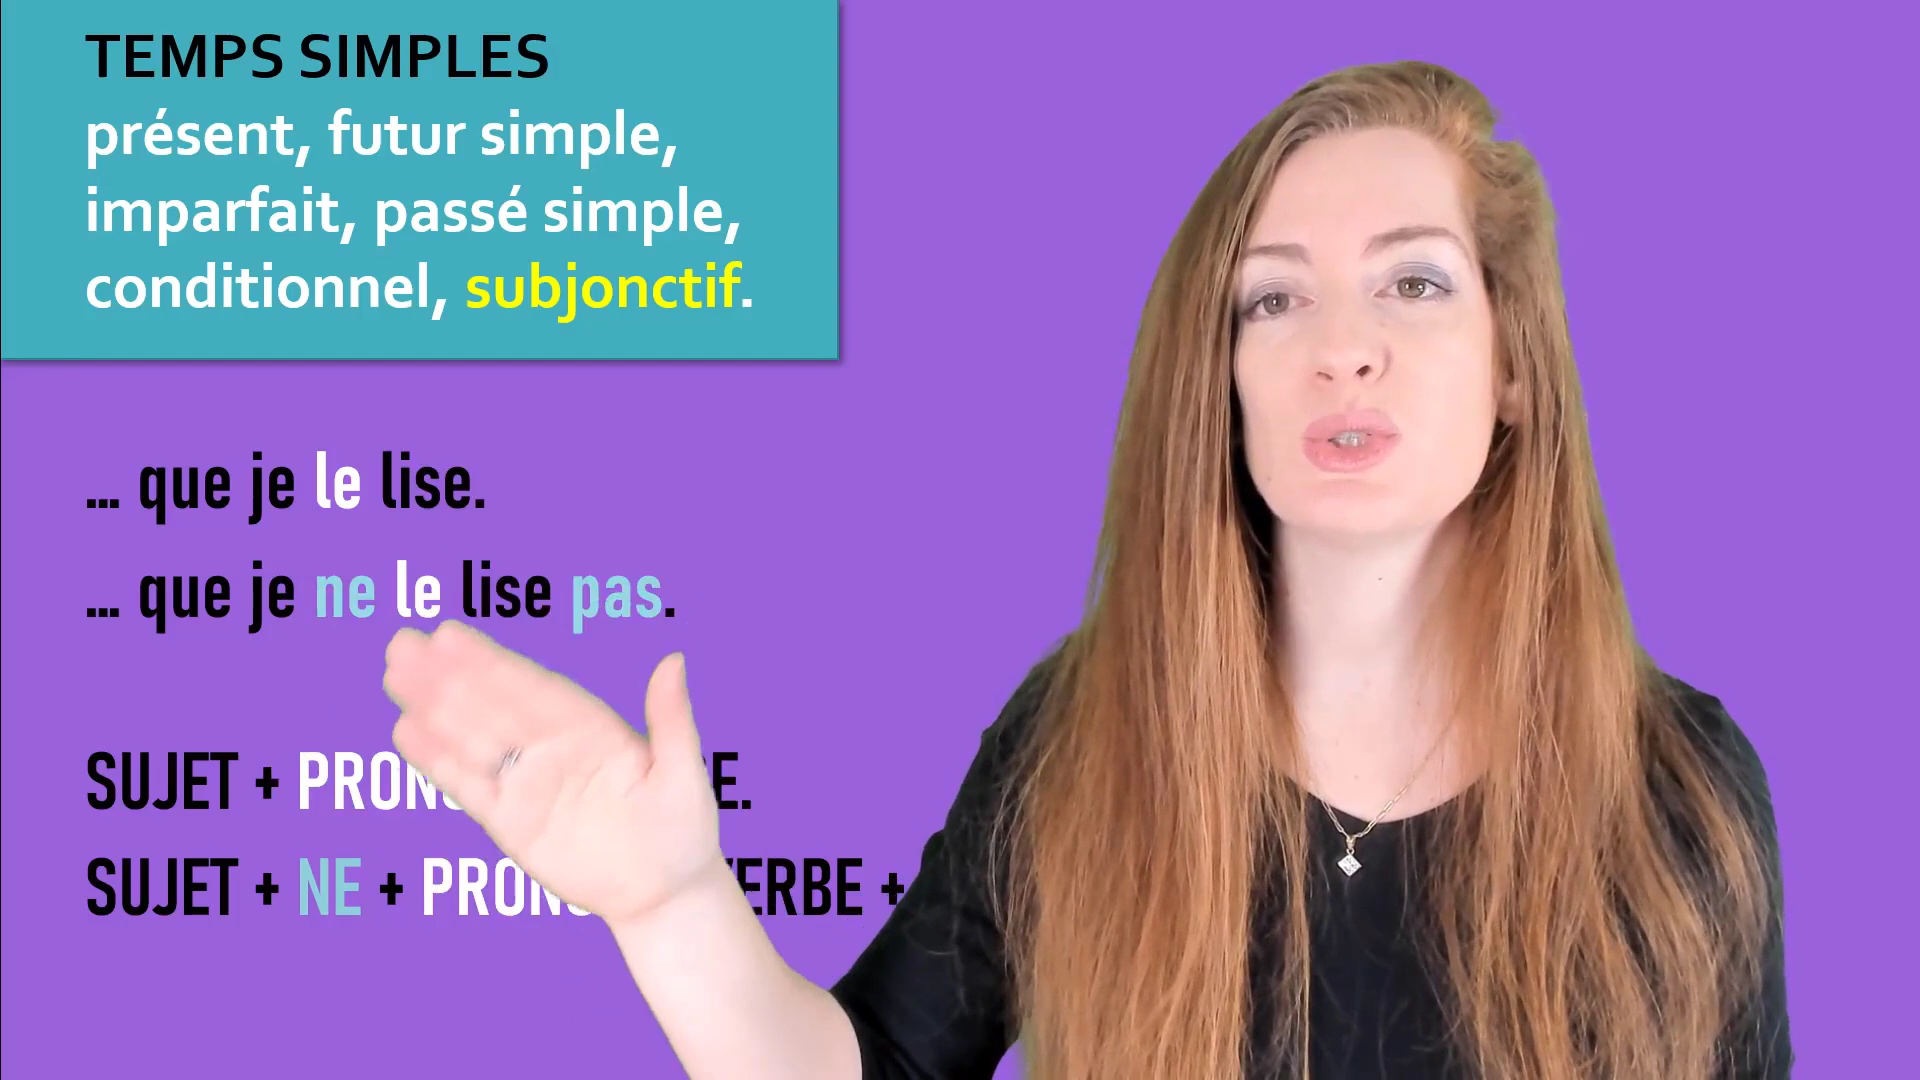 TEMPS SIMPLES
présent, futur simple,
imparfait, passé simple,
conditionnel, subjonctif.
... que je le lise.
... que je ne le lise pas.
SUJET + PRON
SUJET + NE + PRON +